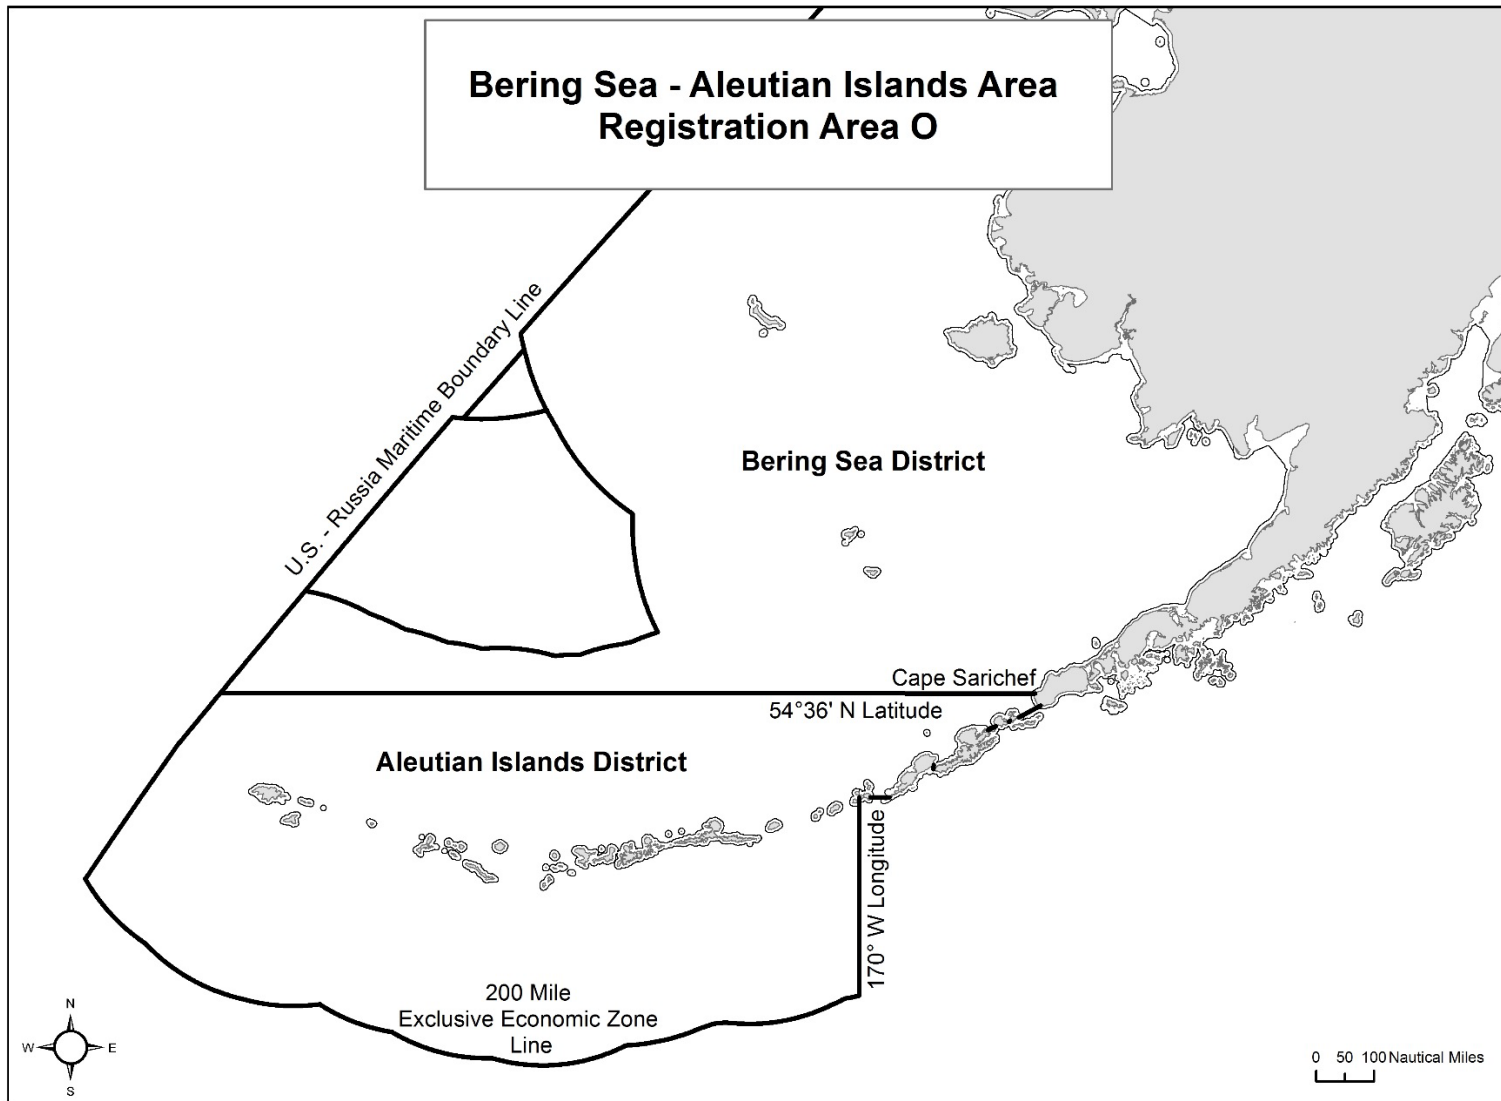 Bering Sea - Aleutian Islands Area
Registration Area O
U.S. - Russia Maritime Boundary Line
Bering Sea District
Cape Sarichef
54°36' N Latitude
Aleutian Islands District
170° W Longitude
200 Mile
Exclusive Economic Zone
Line
N
W E
S
0 50 100 Nautical Miles